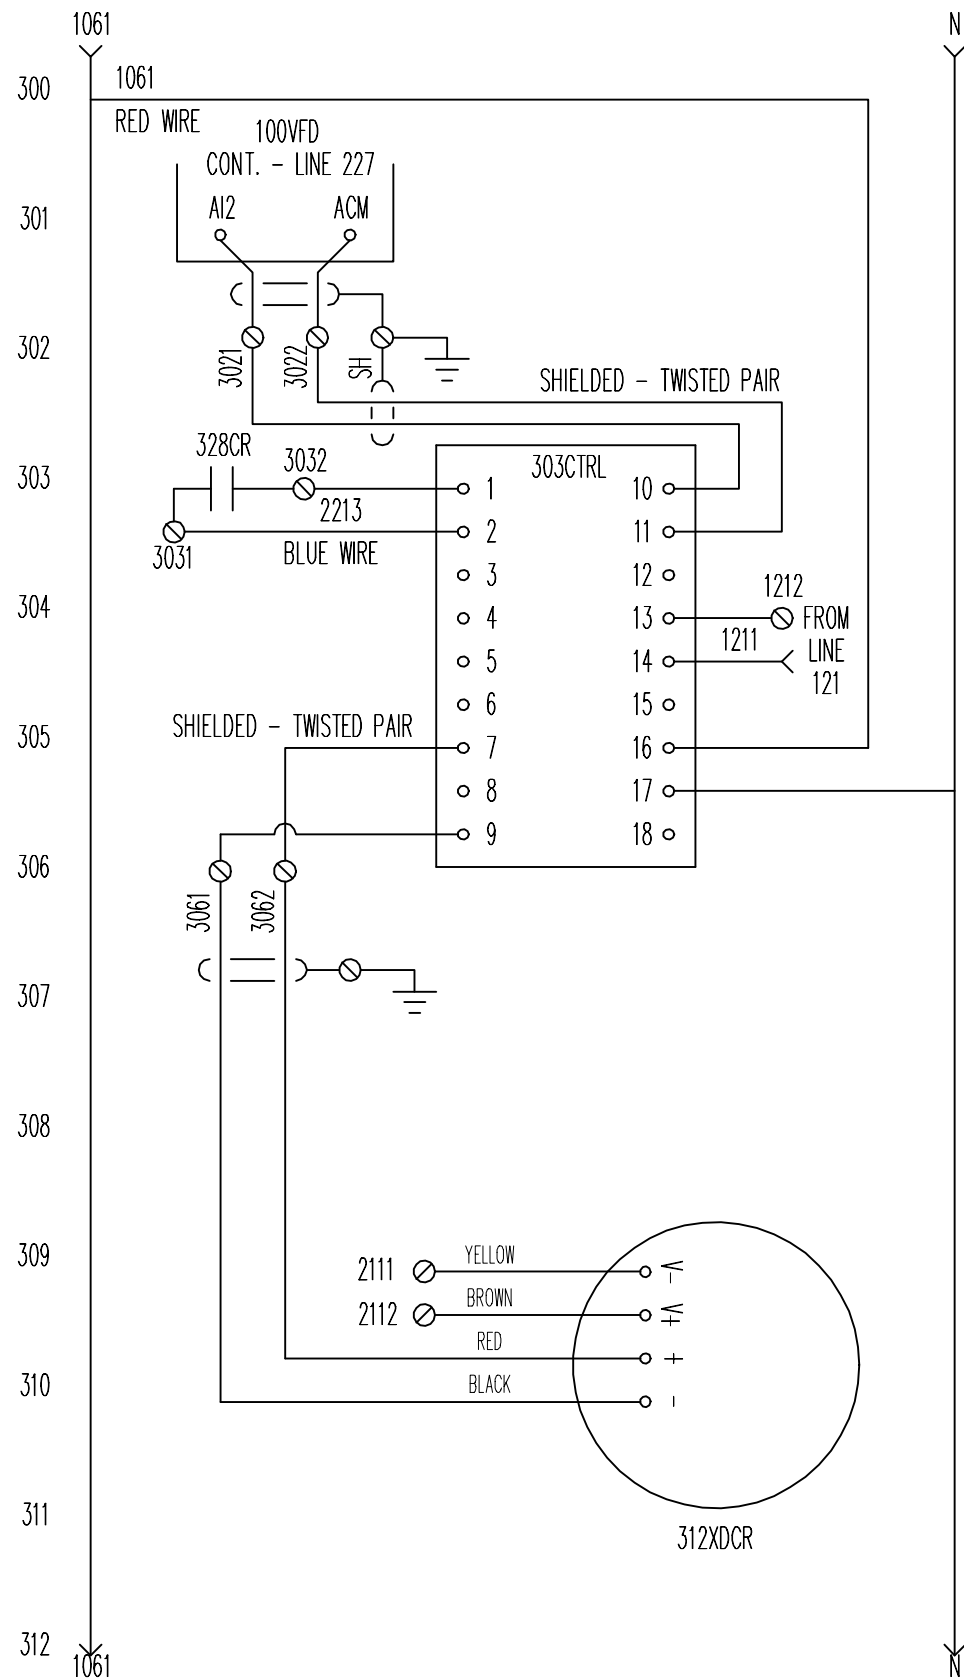 1061
N
300
1061
RED WIRE
100VFD
CONT. - LINE 227
301
AI2
ACM
302
3021
3022
SH
SHIELDED - TWISTED PAIR
303
328CR
3032
2213
3031
BLUE WIRE
303CTRL
1
10
2
11
3
12
304
4
13
5
14
6
15
1212
FROM
1211
LINE
121
305
SHIELDED - TWISTED PAIR
7
16
8
17
9
18
306
3061
3062
307
308
309
2111
YELLOW
V-
2112
BROWN
V+
RED
+
310
BLACK
-
311
312XDCR
312
1061
N